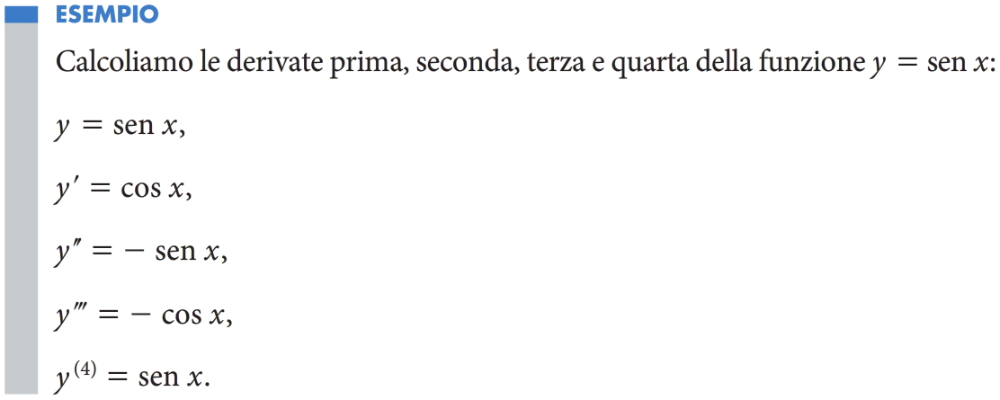 ESEMPIO
Calcoliamo le derivate prima, seconda, terza e quarta della funzione y = sen x:
y = sen x,
y′ = cos x,
y″ = − sen x,
y‴ = − cos x,
y⁽⁴⁾ = sen x.